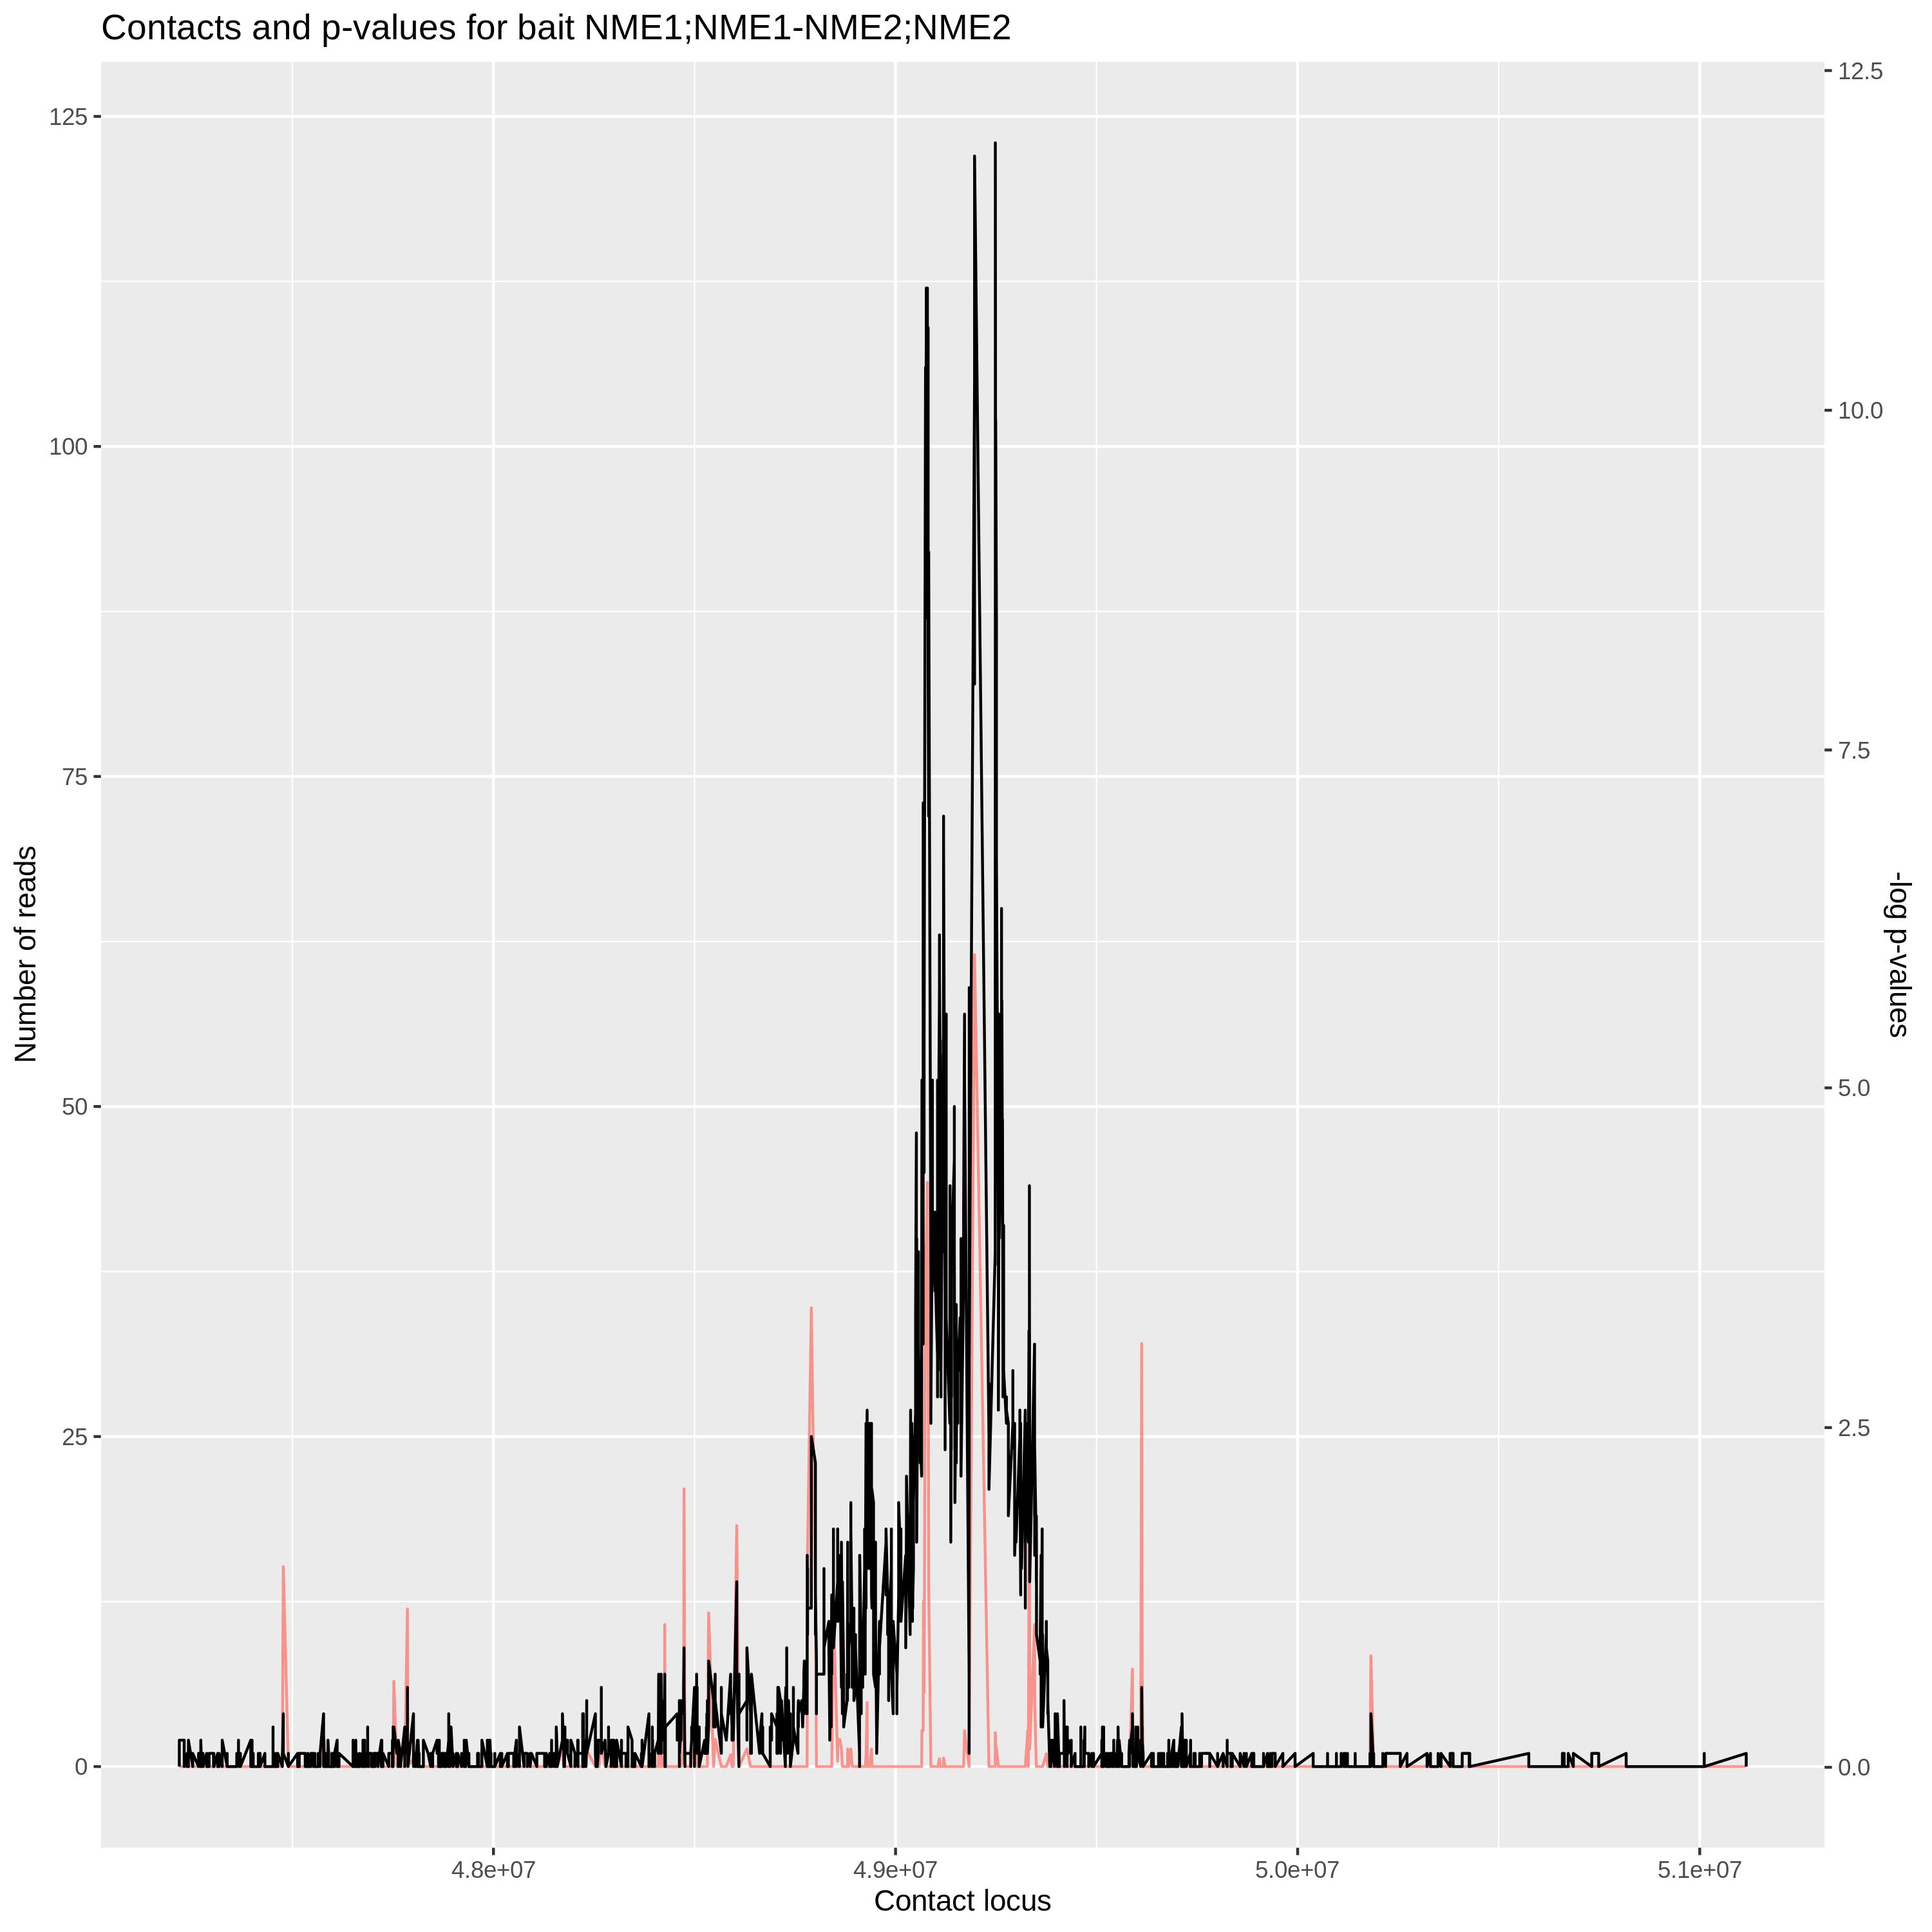 Contacts and p-values for bait NME1;NME1-NME2;NME2
12.5
125
10.0
100
7.5
75
Number of reads
-log p-values
5.0
50
2.5
25
0
0.0
4.8e+07
4.9e+07
5.0e+07
5.1e+07
Contact locus